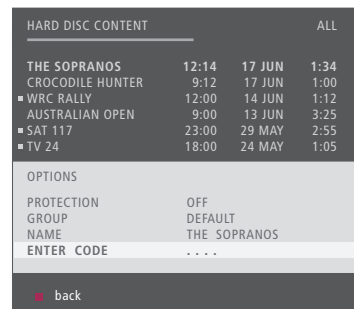 HARD DISC CONTENT ALL
THE SOPRANOS 12:14 17 JUN 1:34
CROCODILE HUNTER 9:12 17 JUN 1:00
WRC RALLY 12:00 14 JUN 1:12
AUSTRALIAN OPEN 9:00 13 JUN 3:25
SAT 117 23:00 29 MAY 2:55
TV 24 18:00 24 MAY 1:05
OPTIONS
PROTECTION OFF
GROUP DEFAULT
NAME THE SOPRANOS
ENTER CODE ....
back